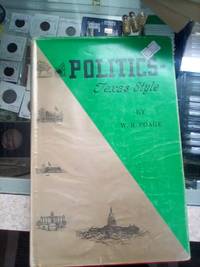 POLITICS-
Texas Style
BY
W. R. POAGE